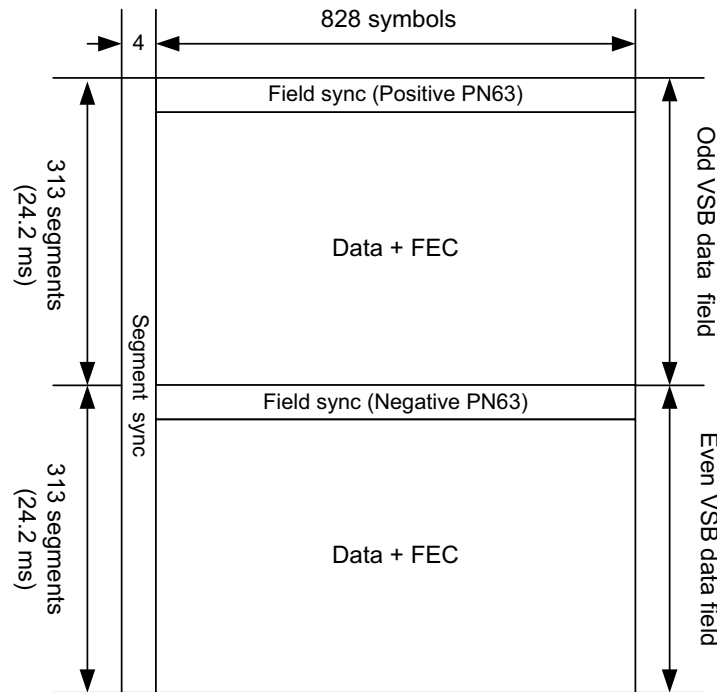 828 symbols
4
Field sync (Positive PN63)
313 segments
(24.2 ms)
Data + FEC
Odd VSB data field
Segment sync
Field sync (Negative PN63)
313 segments
(24.2 ms)
Data + FEC
Even VSB data field